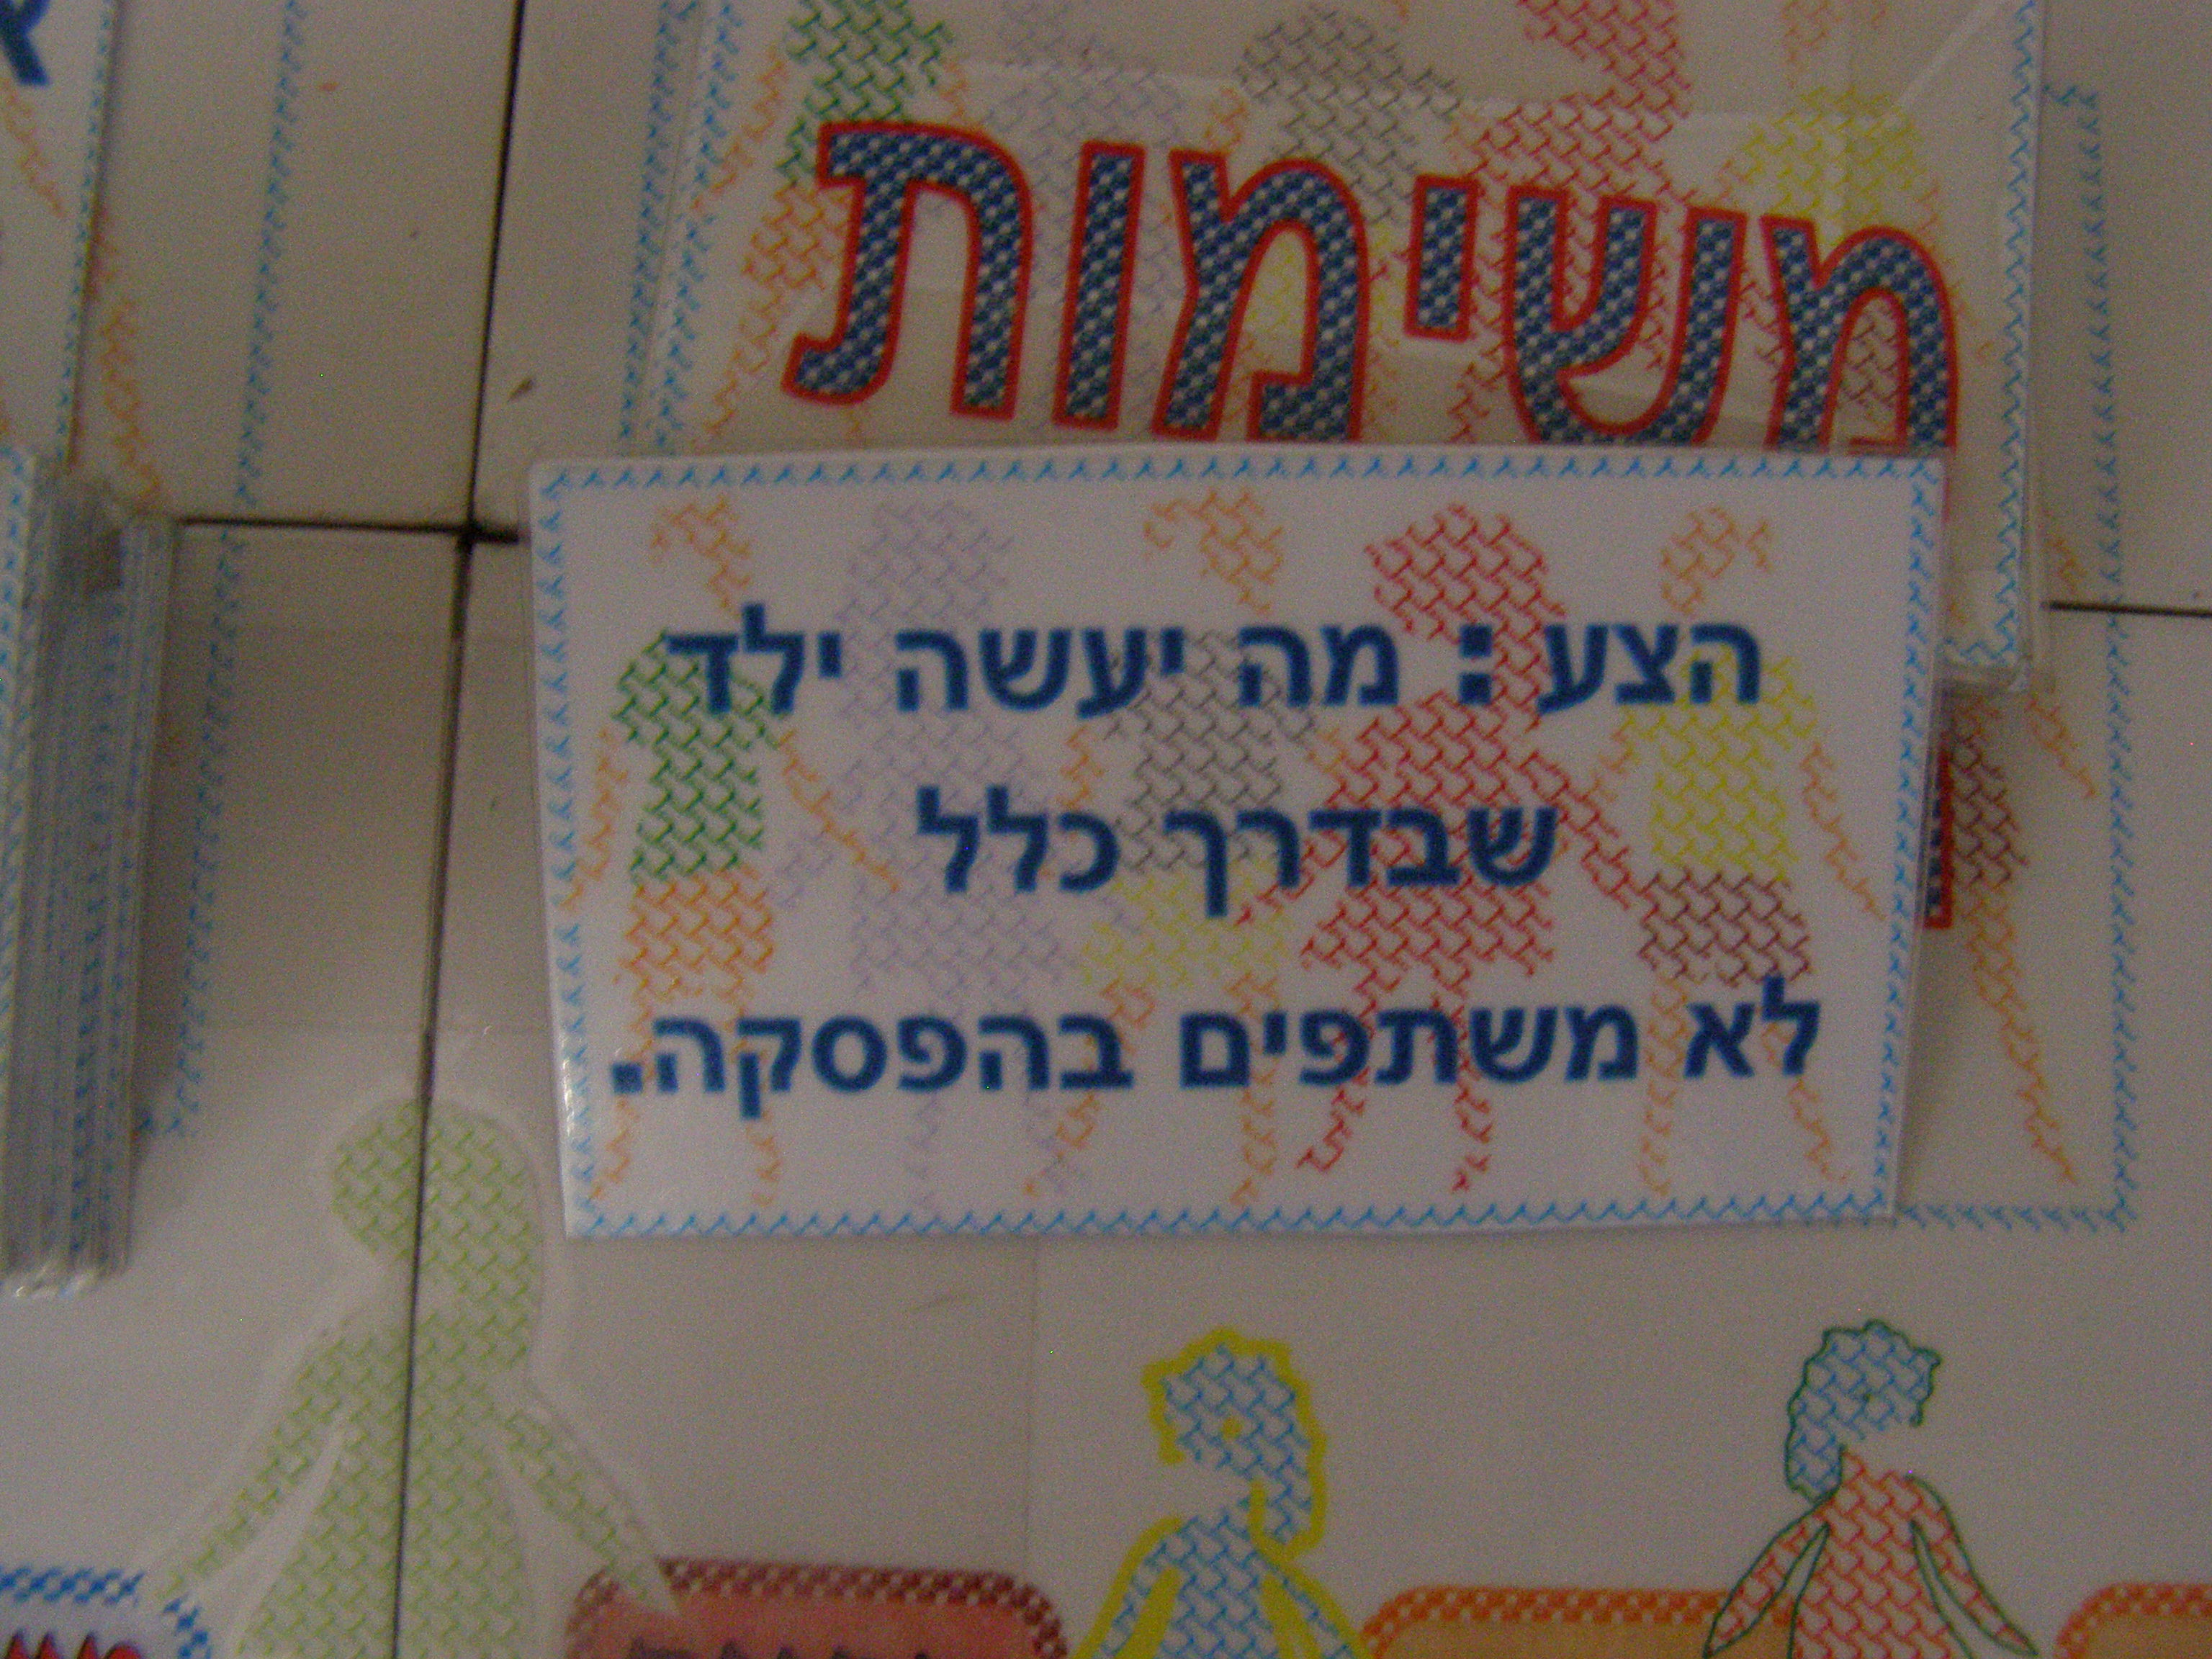 משימות
הצע : מה יעשה ילד
שבדרך כלל
לא משתפים בהפסקה.